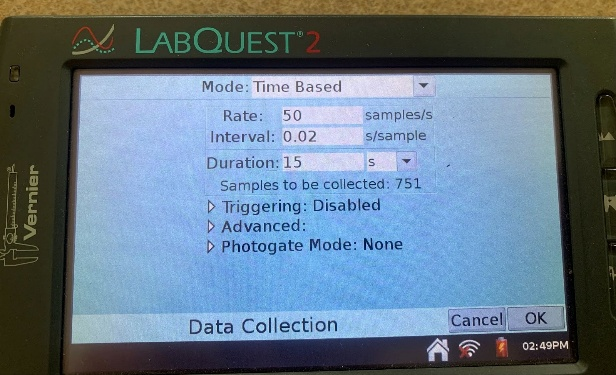 LABQUEST® 2
Mode: Time Based
Rate: 50 samples/s
Interval: 0.02 s/sample
Duration: 15 s
Samples to be collected: 751
Triggering: Disabled
Advanced:
Photogate Mode: None
Data Collection Cancel OK
02:49PM
Vernier